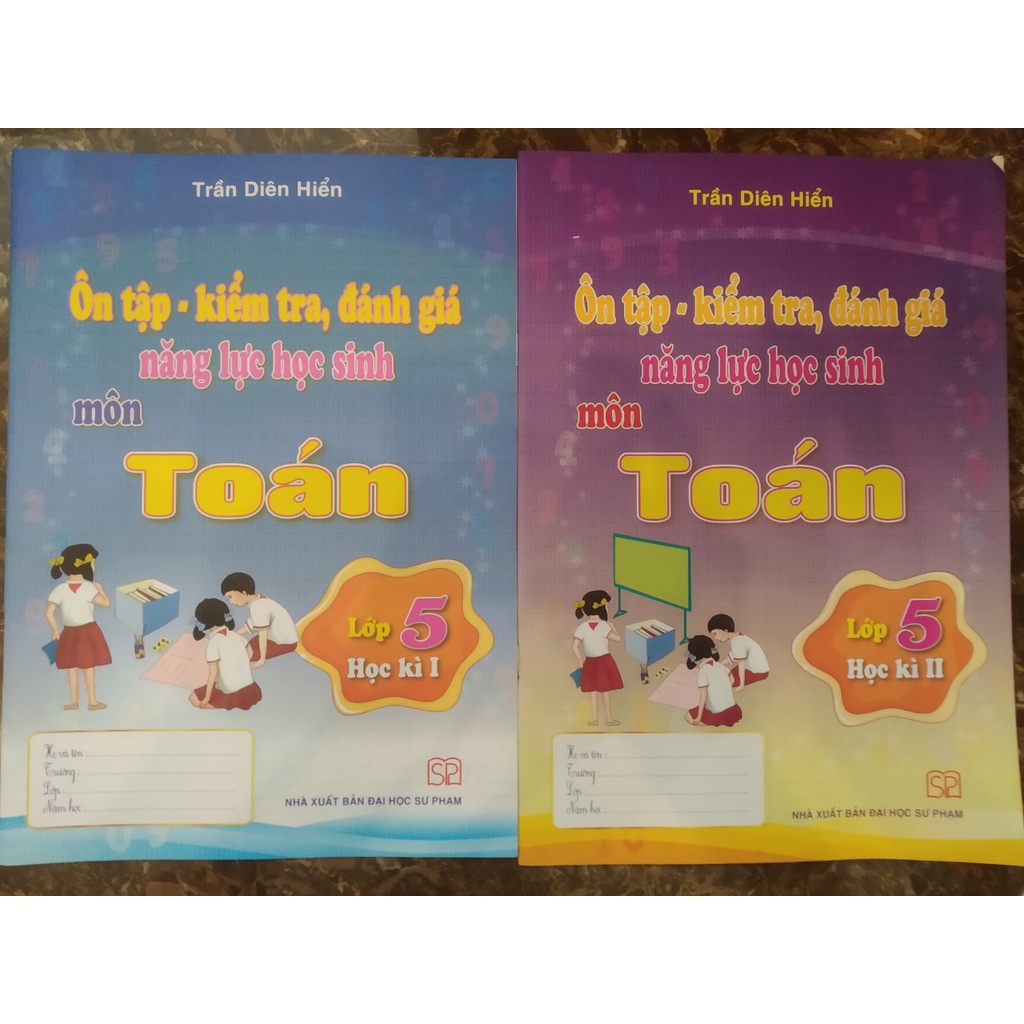 Trần Diên Hiển
Ôn tập - kiểm tra, đánh giá
năng lực học sinh
môn
Toán
Lớp 5
Học kì I
Họ và tên :
Trường :
Lớp :
Năm học :
SP
NHÀ XUẤT BẢN ĐẠI HỌC SƯ PHẠM
Trần Diên Hiển
Ôn tập - kiểm tra, đánh giá
năng lực học sinh
môn
Toán
Lớp 5
Học kì II
Họ và tên :
Trường :
Lớp :
Năm học :
SP
NHÀ XUẤT BẢN ĐẠI HỌC SƯ PHẠM